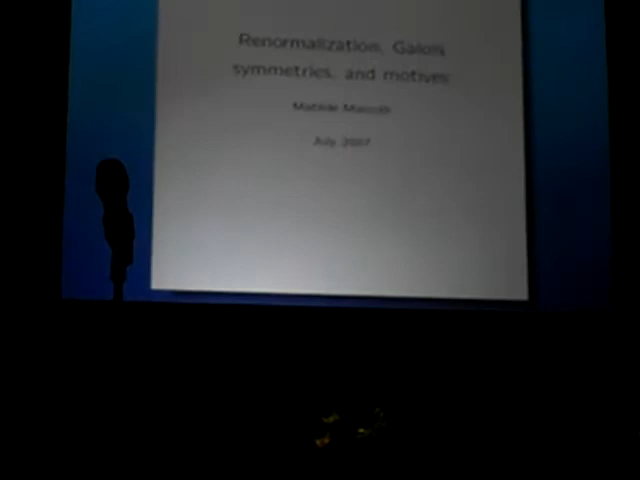 Renormalization, Galois
symmetries, and motives
Matilde Marcolli
July, 2007